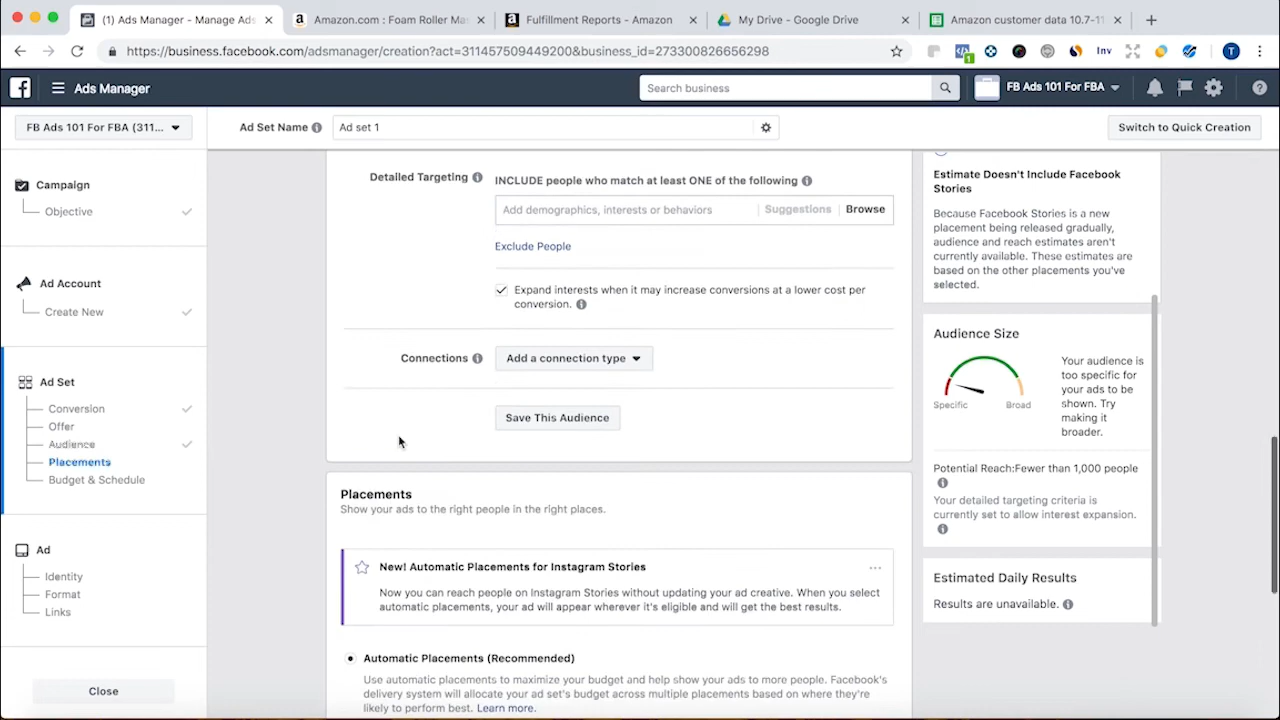 (1) Ads Manager - Manage Ads
Amazon.com : Foam Roller Mas
Fulfillment Reports - Amazon
My Drive - Google Drive
Amazon customer data 10.7-11
https://business.facebook.com/adsmanager/creation?act=311457509449200&business_id=273300826656298
1
Inv
T
Ads Manager
Search business
FB Ads 101 For FBA
FB Ads 101 For FBA (311...
Ad Set Name
Ad set 1
Switch to Quick Creation
Campaign
Objective
Ad Account
Create New
Ad Set
Conversion
Offer
Audience
Placements
Budget & Schedule
Ad
Identity
Format
Links
Close
Detailed Targeting
INCLUDE people who match at least ONE of the following
Add demographics, interests or behaviors
Suggestions
Browse
Exclude People
Expand interests when it may increase conversions at a lower cost per
conversion.
Connections
Add a connection type
Save This Audience
Placements
Show your ads to the right people in the right places.
New! Automatic Placements for Instagram Stories
Now you can reach people on Instagram Stories without updating your ad creative. When you select
automatic placements, your ad will appear wherever it's eligible and will get the best results.
Automatic Placements (Recommended)
Use automatic placements to maximize your budget and help show your ads to more people. Facebook's
delivery system will allocate your ad set's budget across multiple placements based on where they're
likely to perform best. Learn more.
Estimate Doesn't Include Facebook
Stories
Because Facebook Stories is a new
placement being released gradually,
audience and reach estimates aren't
currently available. These estimates are
based on the other placements you've
selected.
Audience Size
Specific
Broad
Your audience is
too specific for
your ads to be
shown. Try
making it
broader.
Potential Reach:Fewer than 1,000 people
Your detailed targeting criteria is
currently set to allow interest expansion.
Estimated Daily Results
Results are unavailable.